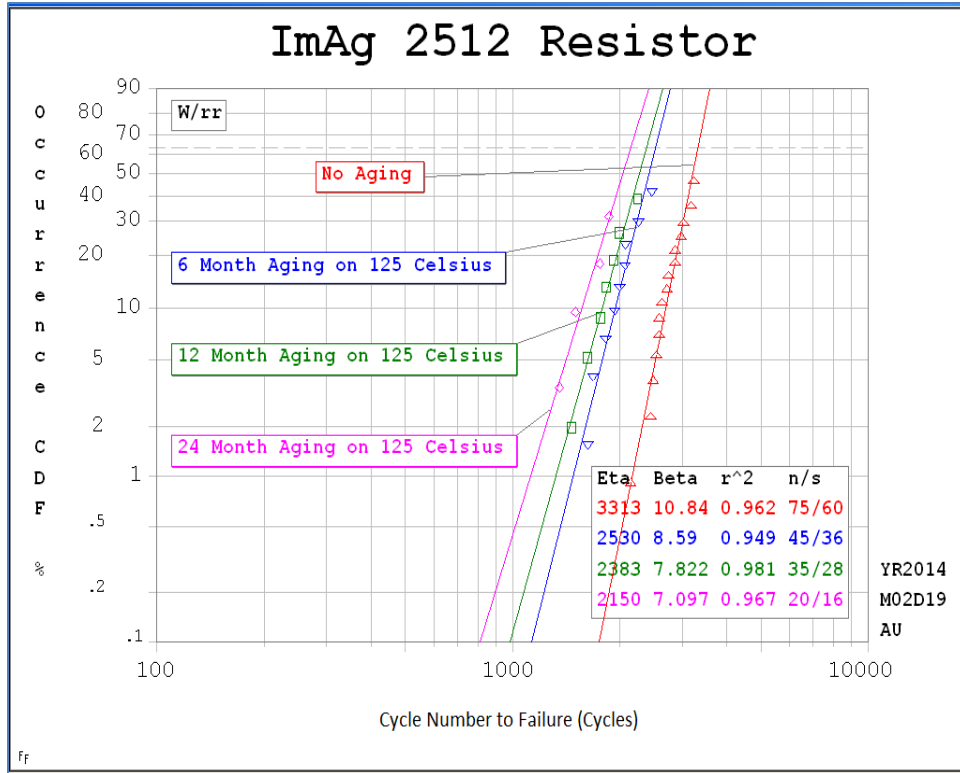 ImAg 2512 Resistor
Occurrence CDF %
90
80
70
60
50
40
30
20
10
5
2
1
.5
.2
.1
W/rr
No Aging
6 Month Aging on 125 Celsius
12 Month Aging on 125 Celsius
24 Month Aging on 125 Celsius
Eta Beta r^2 n/s
3313 10.84 0.962 75/60
2530 8.59 0.949 45/36
2383 7.822 0.981 35/28
2150 7.097 0.967 20/16
YR2014
M02D19
AU
100 1000 10000
Cycle Number to Failure (Cycles)
FF